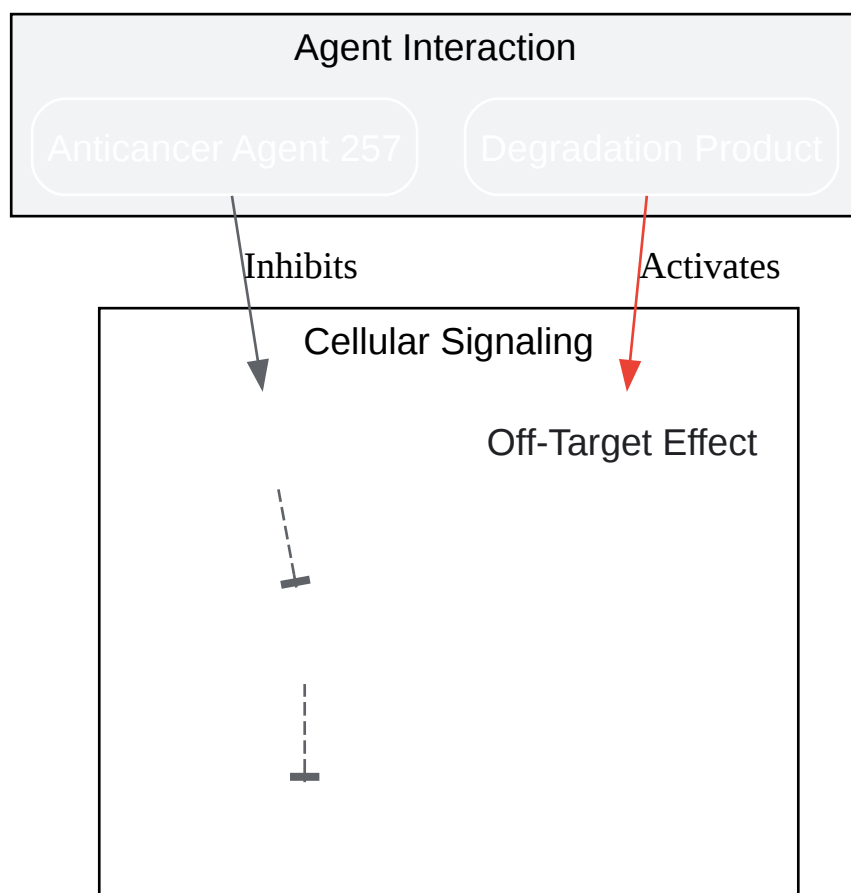 Agent Interaction
Anticancer Agent 257
Degradation Product
Inhibits
Activates
Cellular Signaling
Off-Target Effect